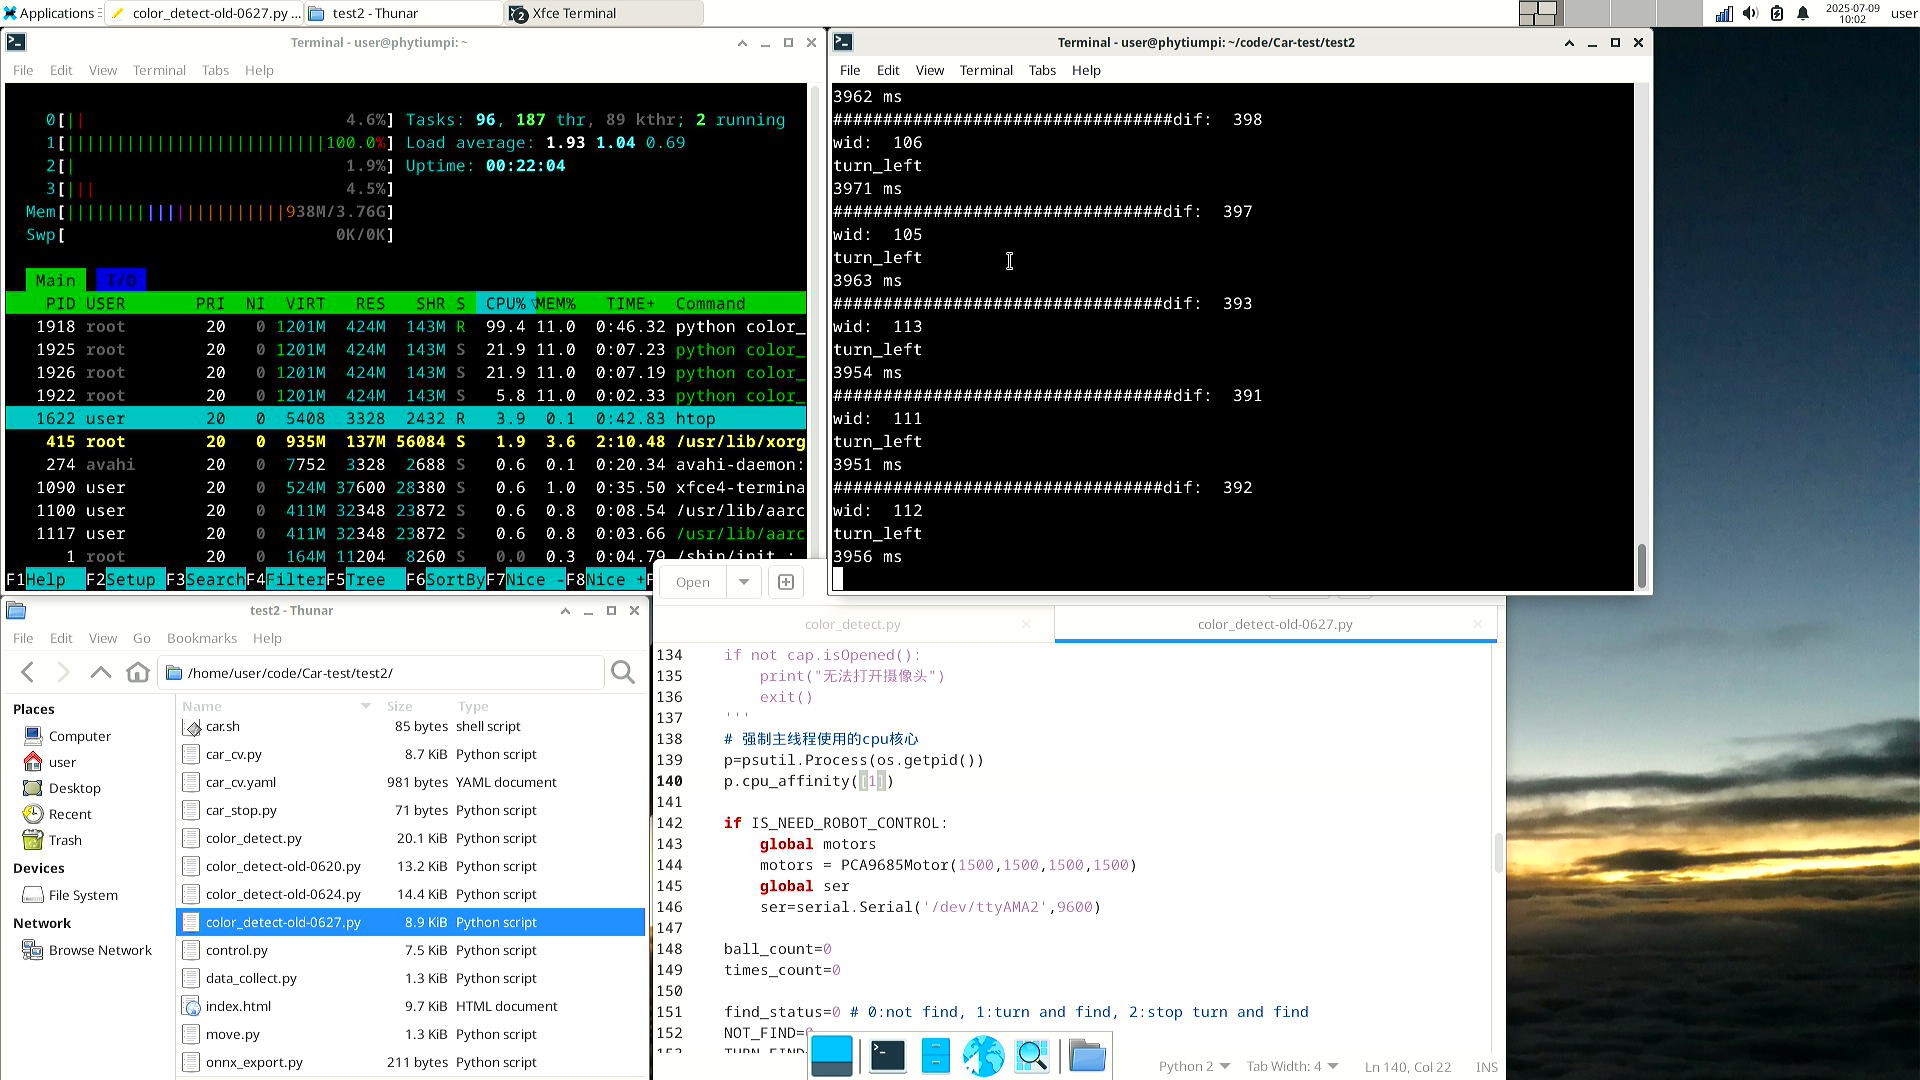 Applications
color_detect-old-0627.py ...
test2 - Thunar
2
Xfce Terminal
2025-07-09
10:02
user
Terminal - user@phytiumpi: ~
File Edit View Terminal Tabs Help
0[|| 4.6%] Tasks: 96, 187 thr, 89 kthr; 2 running
1[||||||||||||||||||||||||||100.0%] Load average: 1.93 1.04 0.69
2[| 1.9%] Uptime: 00:22:04
3[||| 4.5%]
Mem[||||||||||||||||||||||938M/3.76G]
Swp[ 0K/0K]
Main I/O
PID USER PRI NI VIRT RES SHR S CPU%▽MEM% TIME+ Command
1918 root 20 0 1201M 424M 143M R 99.4 11.0 0:46.32 python color_
1925 root 20 0 1201M 424M 143M S 21.9 11.0 0:07.23 python color_
1926 root 20 0 1201M 424M 143M S 21.9 11.0 0:07.19 python color_
1922 root 20 0 1201M 424M 143M S 5.8 11.0 0:02.33 python color_
1622 user 20 0 5408 3328 2432 R 3.9 0.1 0:42.83 htop
415 root 20 0 935M 137M 56084 S 1.9 3.6 2:10.48 /usr/lib/xorg
274 avahi 20 0 7752 3328 2688 S 0.6 0.1 0:20.34 avahi-daemon:
1090 user 20 0 524M 37600 28380 S 0.6 1.0 0:35.50 xfce4-termina
1100 user 20 0 411M 32348 23872 S 0.6 0.8 0:08.54 /usr/lib/aarc
1117 user 20 0 411M 32348 23872 S 0.6 0.8 0:03.66 /usr/lib/aarc
1 root 20 0 164M 11204 8260 S 0.0 0.3 0:04.79 /sbin/init
F1Help F2Setup F3SearchF4FilterF5Tree F6SortByF7Nice -F8Nice +F
Terminal - user@phytiumpi: ~/code/Car-test/test2
File Edit View Terminal Tabs Help
3962 ms
##################################dif: 398
wid: 106
turn_left
3971 ms
#################################dif: 397
wid: 105
turn_left
3963 ms
#################################dif: 393
wid: 113
turn_left
3954 ms
##################################dif: 391
wid: 111
turn_left
3951 ms
#################################dif: 392
wid: 112
turn_left
3956 ms
test2 - Thunar
File Edit View Go Bookmarks Help
/home/user/code/Car-test/test2/
Places
Computer
user
Desktop
Recent
Trash
Devices
File System
Network
Browse Network
Name Size Type
car.sh 85 bytes shell script
car_cv.py 8.7 KiB Python script
car_cv.yaml 981 bytes YAML document
car_stop.py 71 bytes Python script
color_detect.py 20.1 KiB Python script
color_detect-old-0620.py 13.2 KiB Python script
color_detect-old-0624.py 14.4 KiB Python script
color_detect-old-0627.py 8.9 KiB Python script
control.py 7.5 KiB Python script
data_collect.py 1.3 KiB Python script
index.html 9.7 KiB HTML document
move.py 1.3 KiB Python script
onnx_export.py 211 bytes Python script
Open
color_detect.py
color_detect-old-0627.py
134 if not cap.isOpened():
135 print("无法打开摄像头")
136 exit()
137 '''
138 # 强制主线程使用的cpu核心
139 p=psutil.Process(os.getpid())
140 p.cpu_affinity([1])
141
142 if IS_NEED_ROBOT_CONTROL:
143 global motors
144 motors = PCA9685Motor(1500,1500,1500,1500)
145 global ser
146 ser=serial.Serial('/dev/ttyAMA2',9600)
147
148 ball_count=0
149 times_count=0
150
151 find_status=0 # 0:not find, 1:turn and find, 2:stop turn and find
152 NOT_FIND=0
Python 2 Tab Width: 4 Ln 140, Col 22 INS